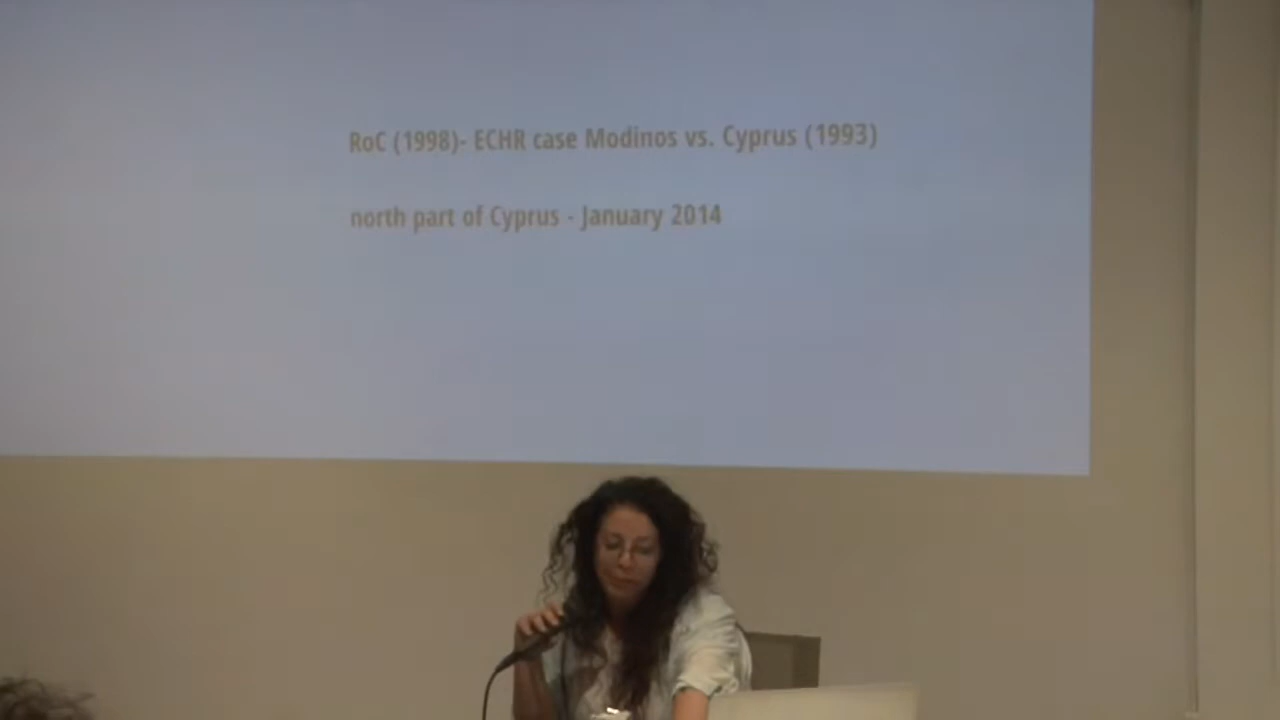 RoC (1998)- ECHR case Modinos vs. Cyprus (1993)
north part of Cyprus - January 2014